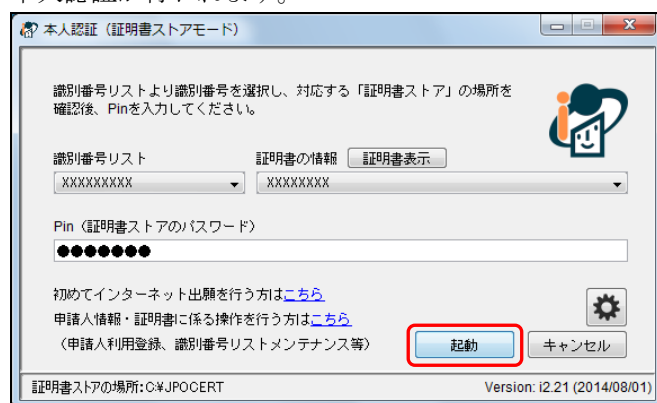 本人認証（証明書ストアモード）
識別番号リストより識別番号を選択し、対応する「証明書ストア」の場所を
確認後、Pinを入力してください。
識別番号リスト 証明書の情報 証明書表示
XXXXXXXXX XXXXXXXX
Pin（証明書ストアのパスワード）
●●●●●●●
初めてインターネット出願を行う方はこちら
申請人情報・証明書に係る操作を行う方はこちら
（申請人利用登録、識別番号リストメンテナンス等） 起動 キャンセル
証明書ストアの場所:C:¥JPOCERT Version: i2.21 (2014/08/01)